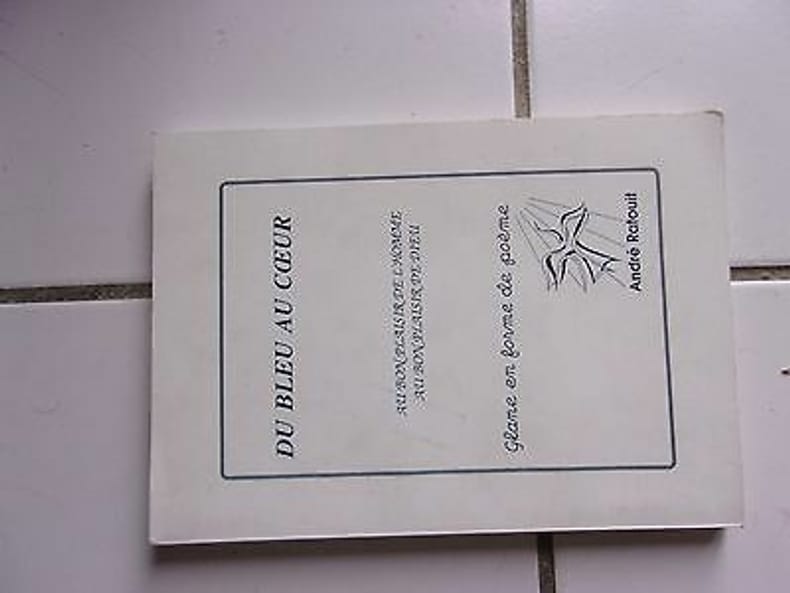 DU BLEU AU CŒUR
AU BON PLAISIR DE L'HOMME
AU BON PLAISIR DE DIEU
Glane en forme de poème
André Ratouit